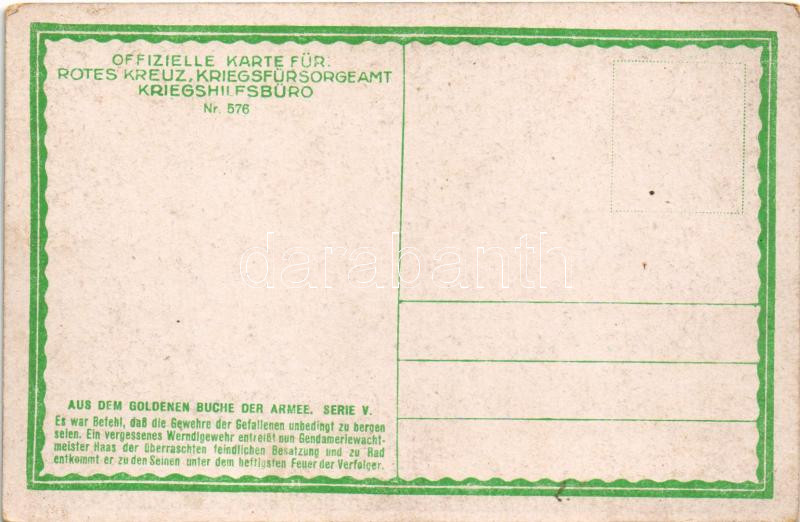 OFFIZIELLE KARTE FÜR:
ROTES KREUZ, KRIEGSFÜRSORGEAMT
KRIEGSHILFSBÜRO
Nr. 576
darabanth
AUS DEM GOLDENEN BUCHE DER ARMEE. SERIE V.
Es war Befehl, daß die Gewehre der Gefallenen unbedingt zu bergen
seien. Ein vergessenes Werndlgewehr entreißt nun Gendameriewacht-
meister Haas der überraschten feindlichen Besatzung und zu Rad
entkommt er zu den Seinen unter dem heftigsten Feuer der Verfolger.